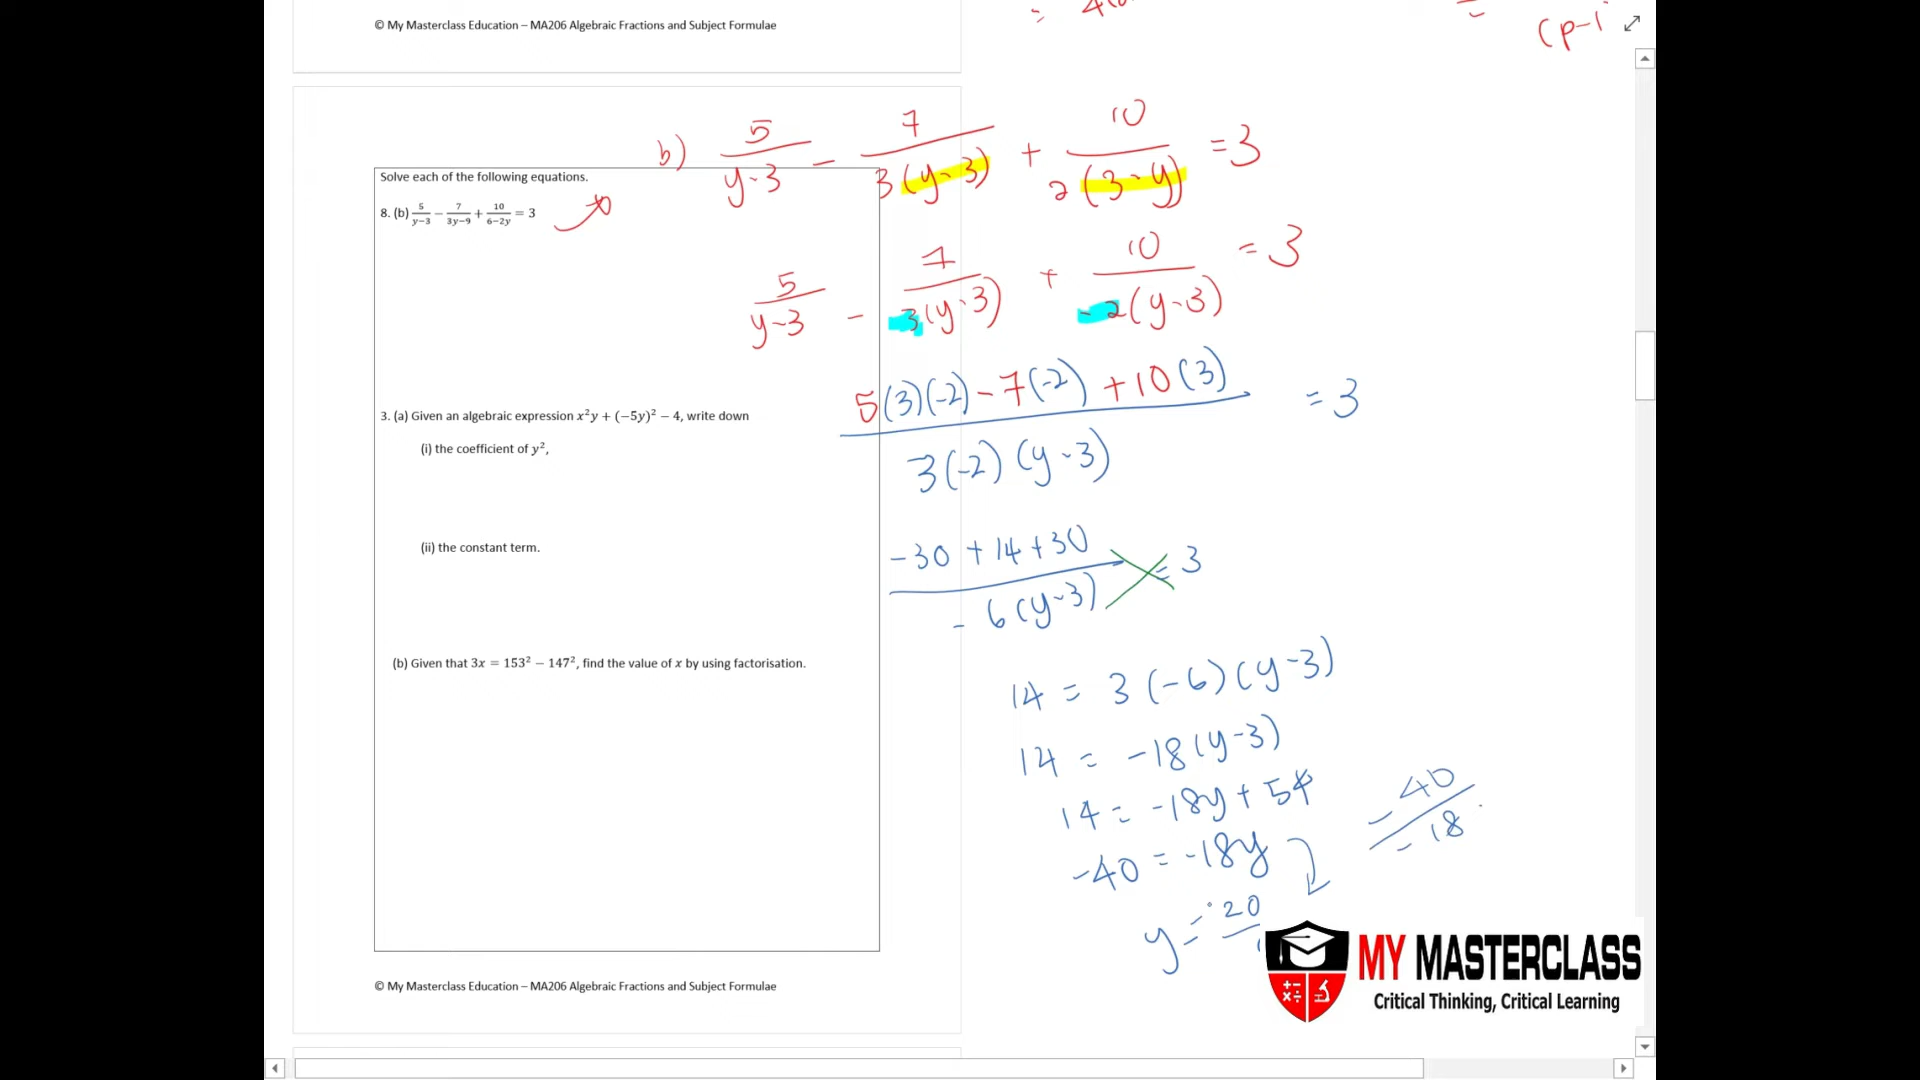 © My Masterclass Education – MA206 Algebraic Fractions and Subject Formulae
(p-1
Solve each of the following equations.
8. (b) 5/(y−3) − 7/(3y−9) + 10/(6−2y) = 3
3. (a) Given an algebraic expression x²y + (−5y)² − 4, write down
(i) the coefficient of y²,
(ii) the constant term.
(b) Given that 3x = 153² − 147², find the value of x by using factorisation.
b) 5/(y-3) - 7/(3(y-3)) + 10/(2(3-y)) = 3
5/(y-3) - 7/(3(y-3)) + 10/(-2(y-3)) = 3
(5(3)(-2) - 7(-2) + 10(3))/(3(-2)(y-3)) = 3
(-30 + 14 + 30)/(-6(y-3)) = 3
14 = 3(-6)(y-3)
14 = -18(y-3)
14 = -18y + 54
-40 = -18y
-40/-18
y = 20
MY MASTERCLASS
Critical Thinking, Critical Learning
© My Masterclass Education – MA206 Algebraic Fractions and Subject Formulae